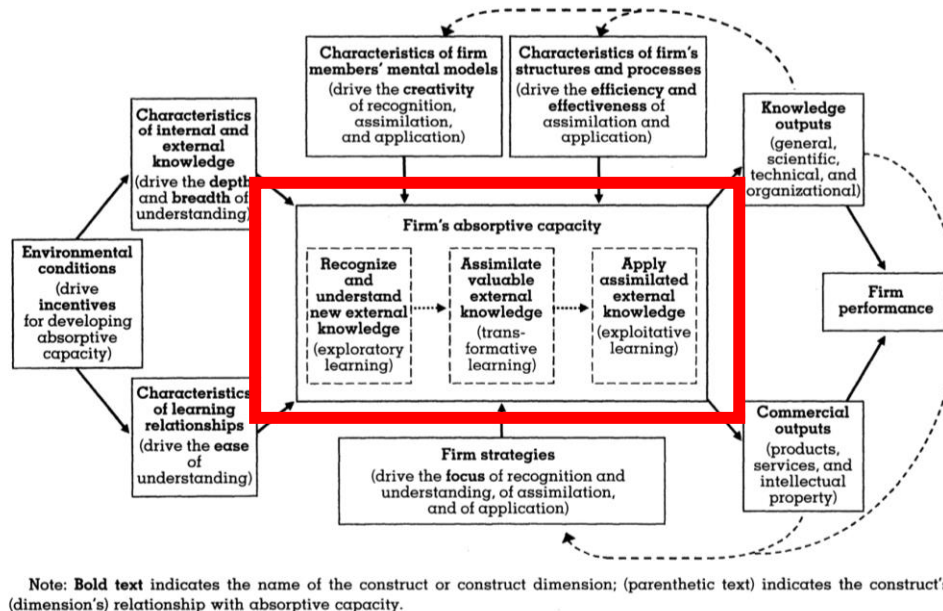 Characteristics of firm
members' mental models
(drive the creativity
of recognition,
assimilation,
and application)
Characteristics of firm's
structures and processes
(drive the efficiency and
effectiveness of
assimilation and
application)
Characteristics
of internal and
external
knowledge
(drive the depth
and breadth of
understanding)
Knowledge
outputs
(general,
scientific,
technical, and
organizational)
Environmental
conditions
(drive
incentives
for developing
absorptive
capacity)
Firm's absorptive capacity
Recognize
and
understand
new external
knowledge
(exploratory
learning)
Assimilate
valuable
external
knowledge
(trans-
formative
learning)
Apply
assimilated
external
knowledge
(exploitative
learning)
Firm
performance
Characteristics
of learning
relationships
(drive the ease
of
understanding)
Firm strategies
(drive the focus of recognition and
understanding, of assimilation,
and of application)
Commercial
outputs
(products,
services, and
intellectual
property)
Note: Bold text indicates the name of the construct or construct dimension; (parenthetic text) indicates the construct's
(dimension's) relationship with absorptive capacity.